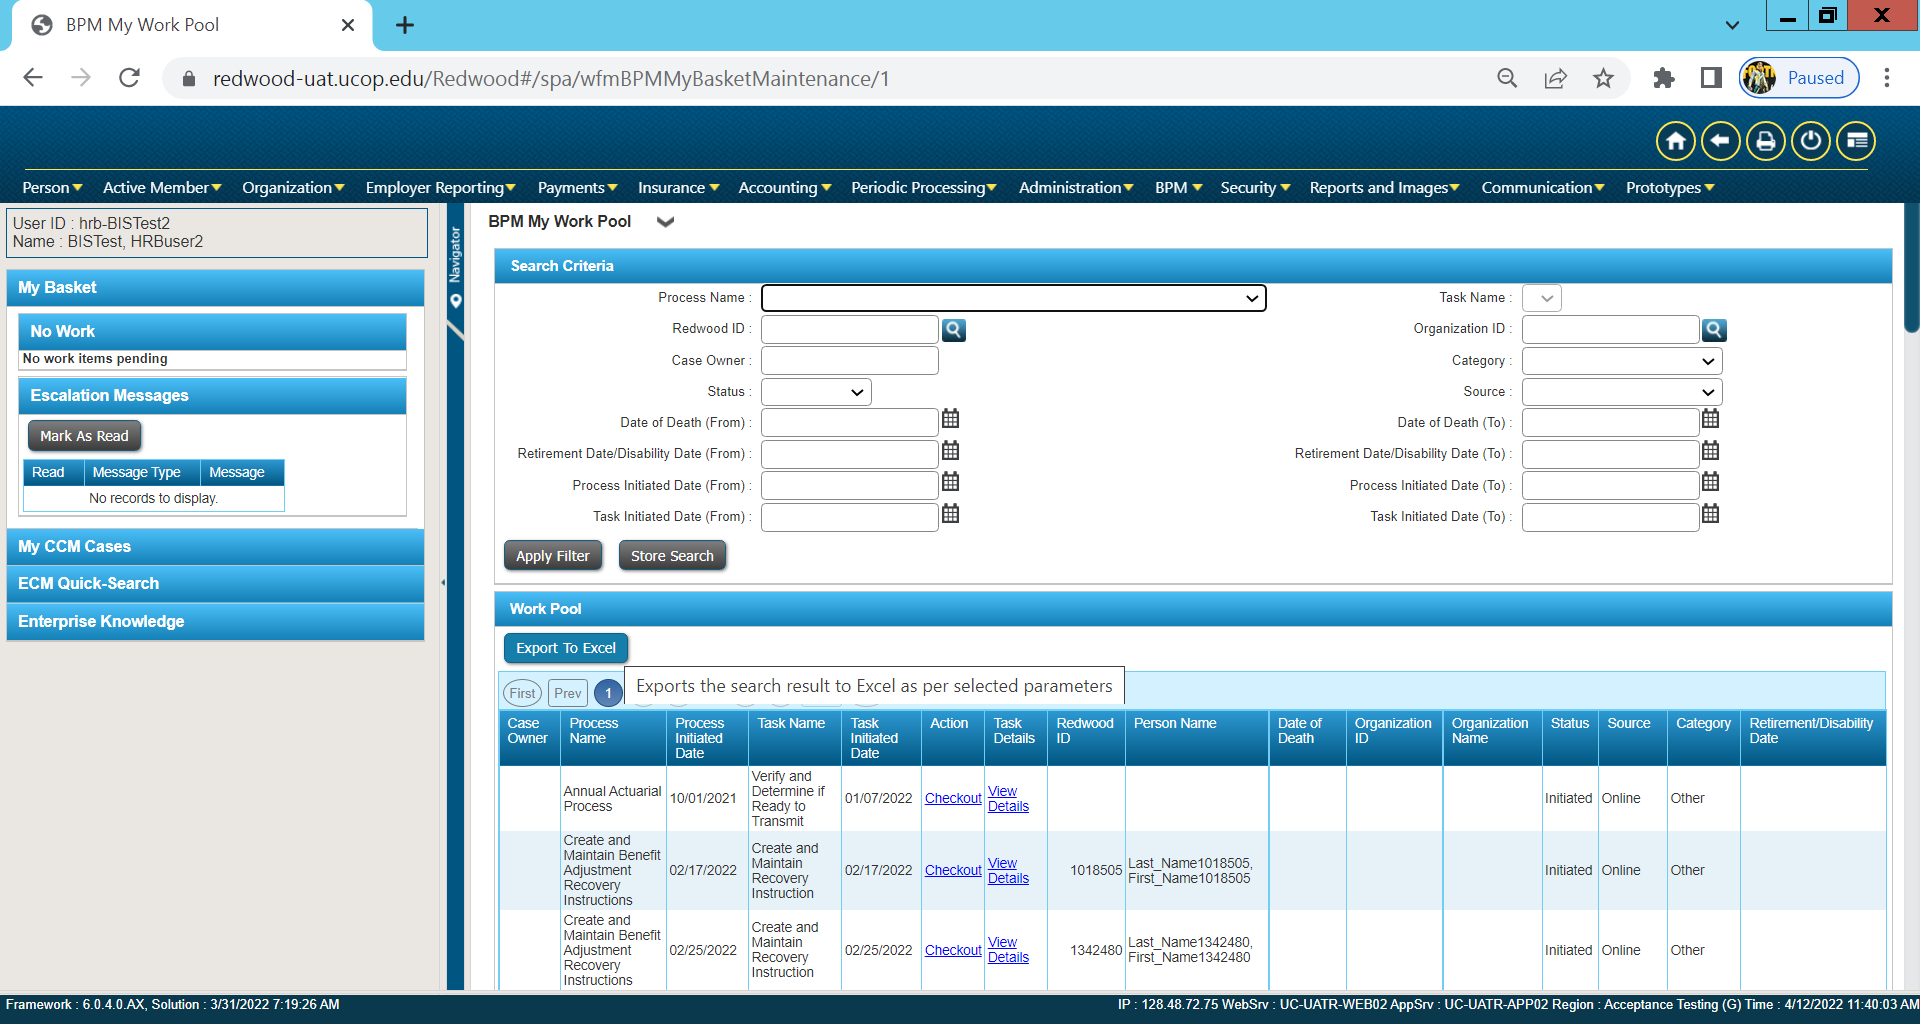 BPM My Work Pool
redwood-uat.ucop.edu/Redwood#/spa/wfmBPMMyBasketMaintenance/1
Paused
Person
Active Member
Organization
Employer Reporting
Payments
Insurance
Accounting
Periodic Processing
Administration
BPM
Security
Reports and Images
Communication
Prototypes
User ID : hrb-BISTest2
Name : BISTest, HRBuser2
My Basket
No Work
No work items pending
Escalation Messages
Mark As Read
Read Message Type Message
No records to display.
My CCM Cases
ECM Quick-Search
Enterprise Knowledge
Navigator
BPM My Work Pool
Search Criteria
Process Name :
Task Name :
Redwood ID :
Organization ID :
Case Owner :
Category :
Status :
Source :
Date of Death (From) :
Date of Death (To) :
Retirement Date/Disability Date (From) :
Retirement Date/Disability Date (To) :
Process Initiated Date (From) :
Process Initiated Date (To) :
Task Initiated Date (From) :
Task Initiated Date (To) :
Apply Filter
Store Search
Work Pool
Export To Excel
First Prev 1
Exports the search result to Excel as per selected parameters
Case
Owner
Process
Name
Process
Initiated
Date
Task Name
Task
Initiated
Date
Action
Task
Details
Redwood
ID
Person Name
Date of
Death
Organization
ID
Organization
Name
Status
Source
Category
Retirement/Disability
Date
Annual Actuarial
Process
10/01/2021
Verify and
Determine if
Ready to
Transmit
01/07/2022
Checkout
View
Details
Initiated
Online
Other
Create and
Maintain Benefit
Adjustment
Recovery
Instructions
02/17/2022
Create and
Maintain
Recovery
Instruction
02/17/2022
Checkout
View
Details
1018505
Last_Name1018505,
First_Name1018505
Initiated
Online
Other
Create and
Maintain Benefit
Adjustment
Recovery
Instructions
02/25/2022
Create and
Maintain
Recovery
Instruction
02/25/2022
Checkout
View
Details
1342480
Last_Name1342480,
First_Name1342480
Initiated
Online
Other
Framework : 6.0.4.0.AX, Solution : 3/31/2022 7:19:26 AM
IP : 128.48.72.75 WebSrv : UC-UATR-WEB02 AppSrv : UC-UATR-APP02 Region : Acceptance Testing (G) Time : 4/12/2022 11:40:03 AM